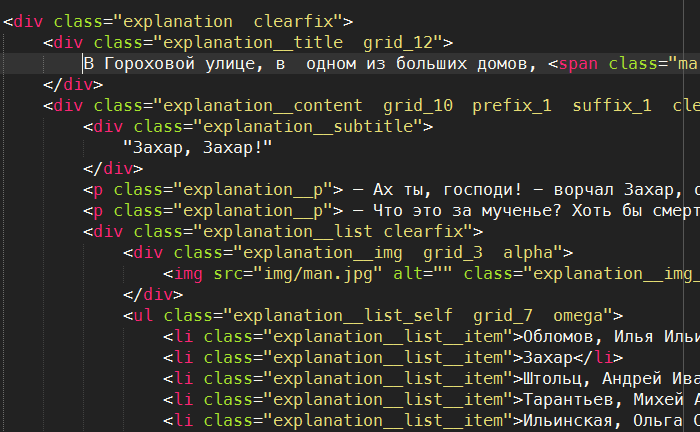 <div class="explanation  clearfix">
<div class="explanation__title  grid_12">
В Гороховой улице, в  одном из больших домов, <span class="ma
</div>
<div class="explanation__content  grid_10  prefix_1  suffix_1  cle
<div class="explanation__subtitle">
"Захар, Захар!"
</div>
<p class="explanation__p"> — Ах ты, господи! — ворчал Захар, с
<p class="explanation__p"> — Что это за мученье? Хоть бы смерт
<div class="explanation__list clearfix">
<div class="explanation__img  grid_3  alpha">
<img src="img/man.jpg" alt="" class="explanation__img_
</div>
<ul class="explanation__list_self  grid_7  omega">
<li class="explanation__list__item">Обломов, Илья Ильи
<li class="explanation__list__item">Захар</li>
<li class="explanation__list__item">Штольц, Андрей Ива
<li class="explanation__list__item">Тарантьев, Михей А
<li class="explanation__list__item">Ильинская, Ольга С